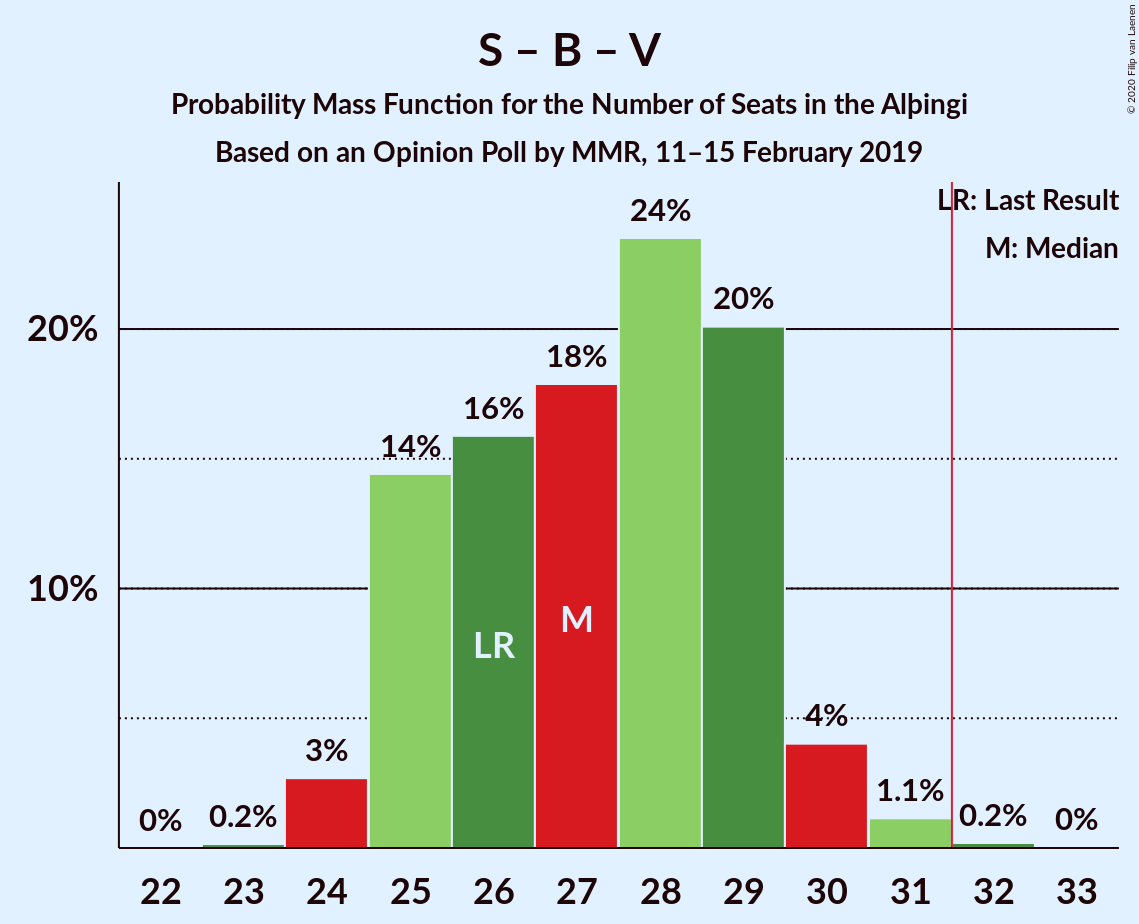 S – B – V
Probability Mass Function for the Number of Seats in the Alþingi
Based on an Opinion Poll by MMR, 11–15 February 2019
© 2020 Filip van Laenen
LR: Last Result
M: Median
20%
10%
0%
0.2%
3%
14%
16%
18%
24%
20%
4%
1.1%
0.2%
0%
LR
M
22 23 24 25 26 27 28 29 30 31 32 33